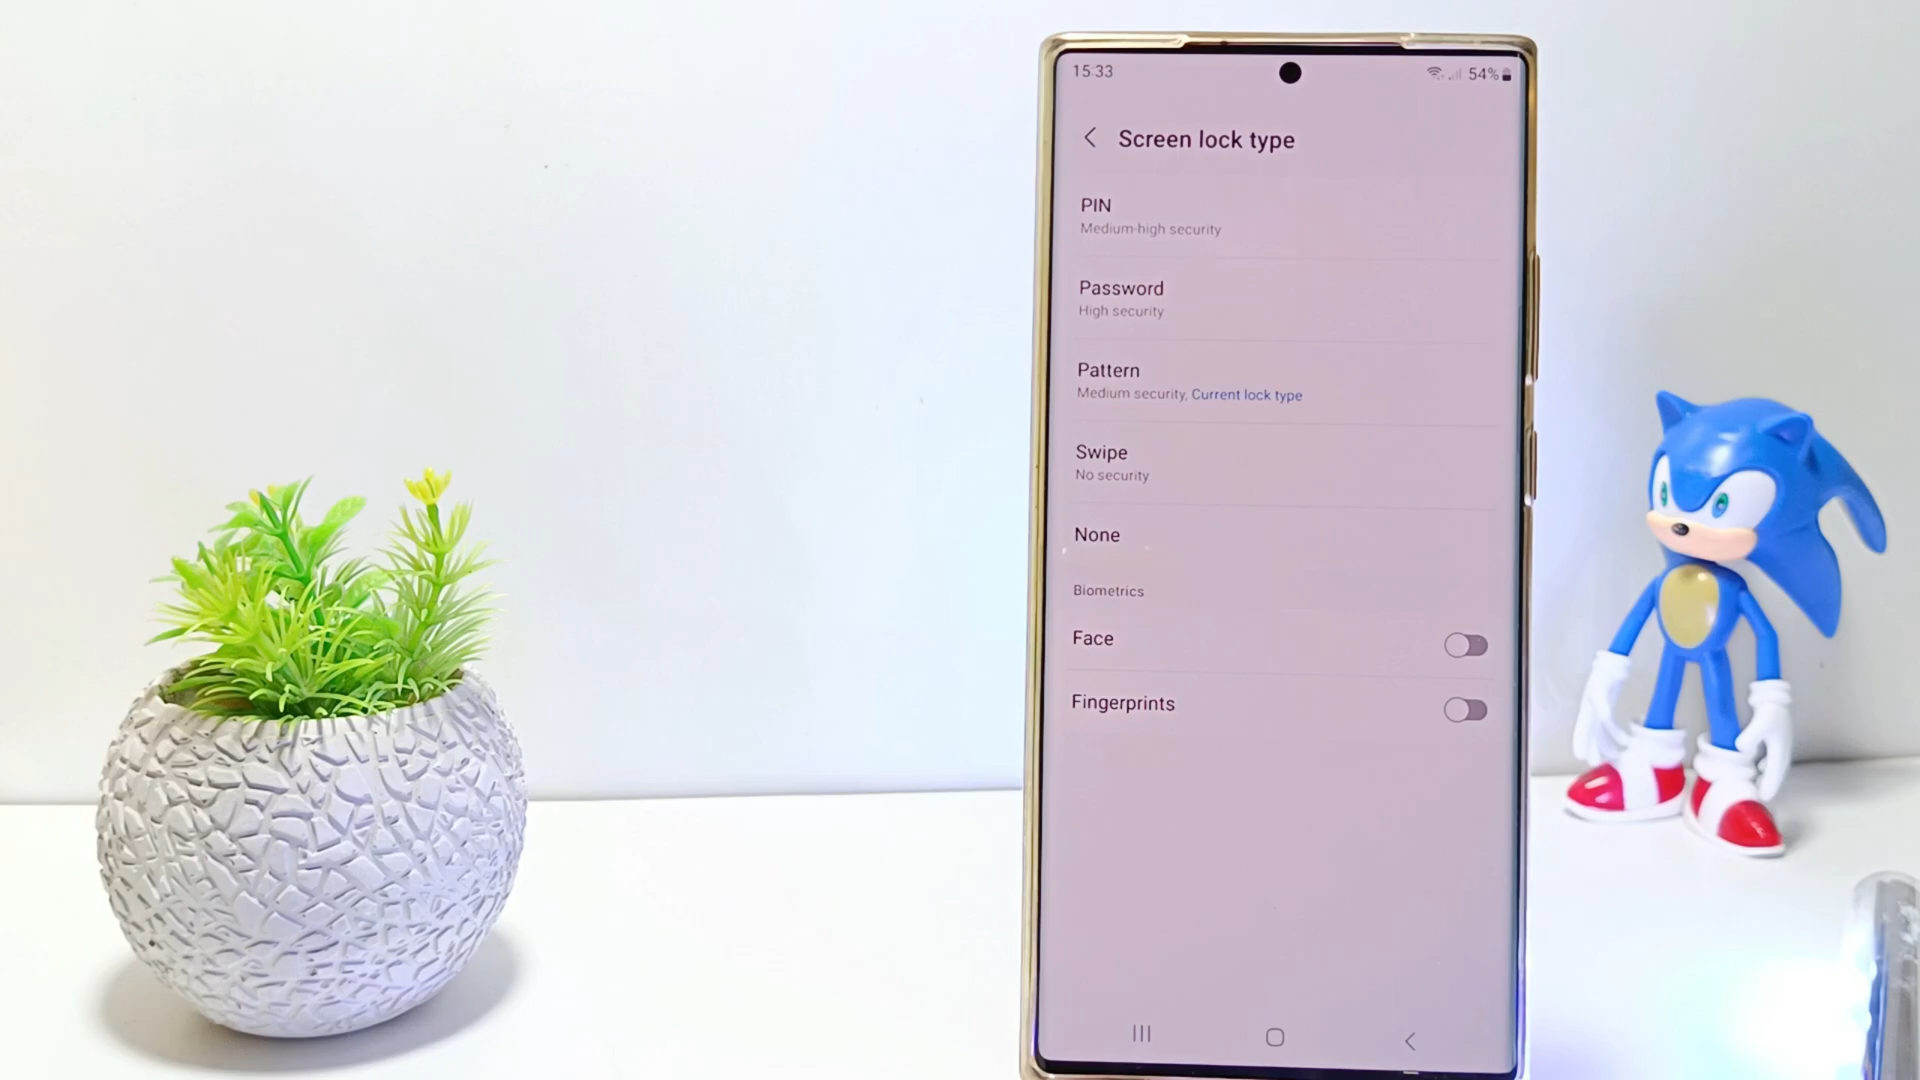 15:33
54%
Screen lock type
PIN
Medium-high security
Password
High security
Pattern
Medium security, Current lock type
Swipe
No security
None
Biometrics
Face
Fingerprints